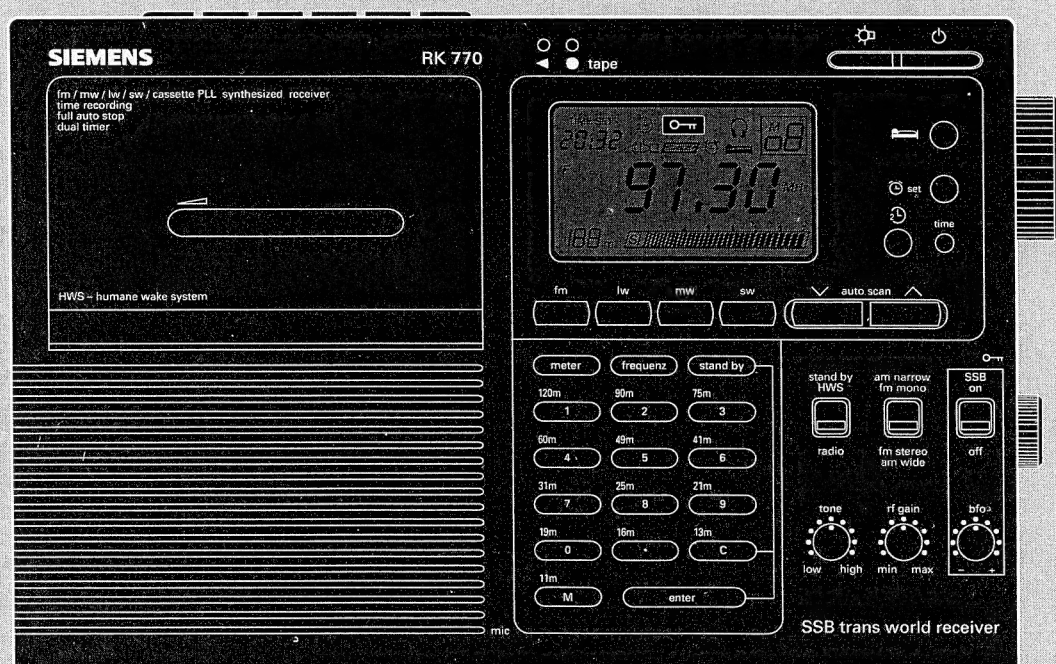 SIEMENS
RK 770
fm / mw / lw / sw / cassette PLL synthesized receiver
time recording
full auto stop
dual timer
HWS – humane wake system
tape
97.30
MHz
set
2
time
fm lw mw sw auto scan
meter frequenz stand by
120m 90m 75m
1 2 3
60m 49m 41m
4 5 6
31m 25m 21m
7 8 9
19m 16m 13m
0 . C
11m
M enter
mic
stand by
HWS
radio
am narrow
fm mono
fm stereo
am wide
SSB
on
off
tone
low high
rf gain
min max
bfo
– +
SSB trans world receiver